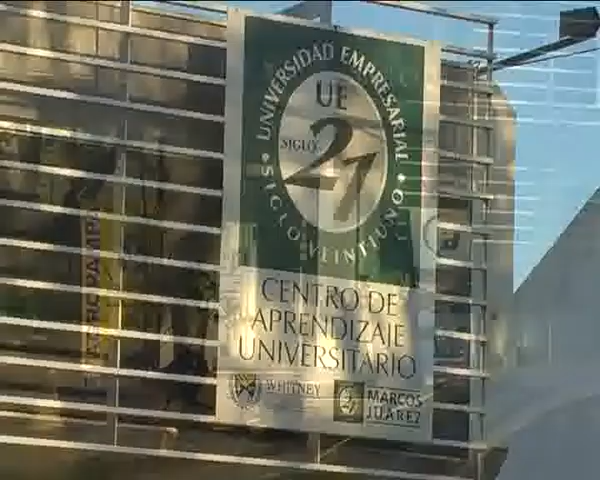 UNIVERSIDAD EMPRESARIAL
UE
SIGLO
21
SIGLO VEINTIUNO
CENTRO DE
APRENDIZAJE
UNIVERSITARIO
WHITNEY
MARCOS
JUAREZ